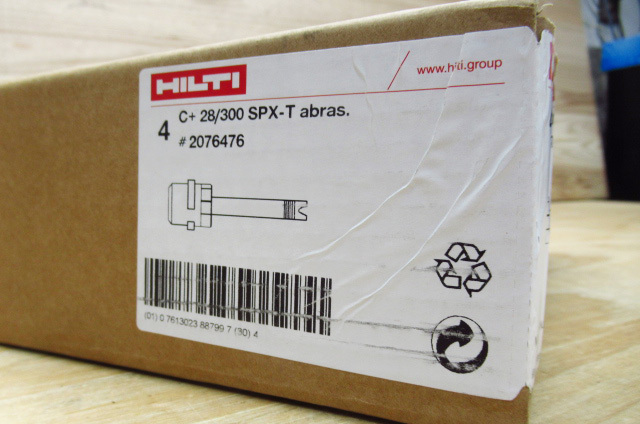 HILTI
www.hilti.group
4
C+ 28/300 SPX-T abras.
# 2076476
(01) 0 7613023 88799 7 (30) 4